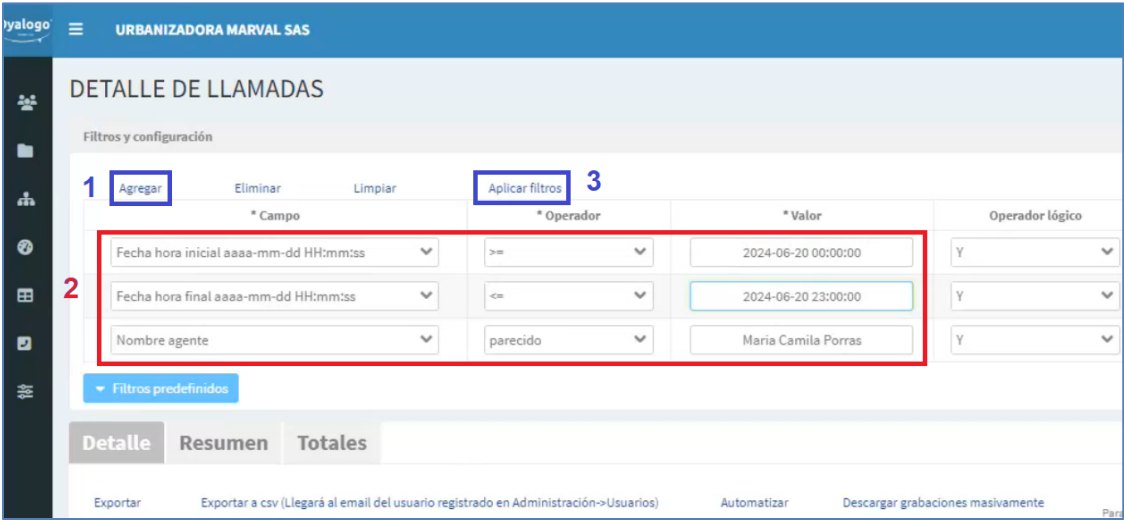 Dyalogo
URBANIZADORA MARVAL SAS
DETALLE DE LLAMADAS
Filtros y configuración
1 Agregar Eliminar Limpiar Aplicar filtros 3
* Campo * Operador * Valor Operador lógico
Fecha hora inicial aaaa-mm-dd HH:mm:ss >= 2024-06-20 00:00:00 Y
2 Fecha hora final aaaa-mm-dd HH:mm:ss <= 2024-06-20 23:00:00 Y
Nombre agente parecido Maria Camila Porras Y
Filtros predefinidos
Detalle Resumen Totales
Exportar Exportar a csv (Llegará al email del usuario registrado en Administración->Usuarios) Automatizar Descargar grabaciones masivamente
Para